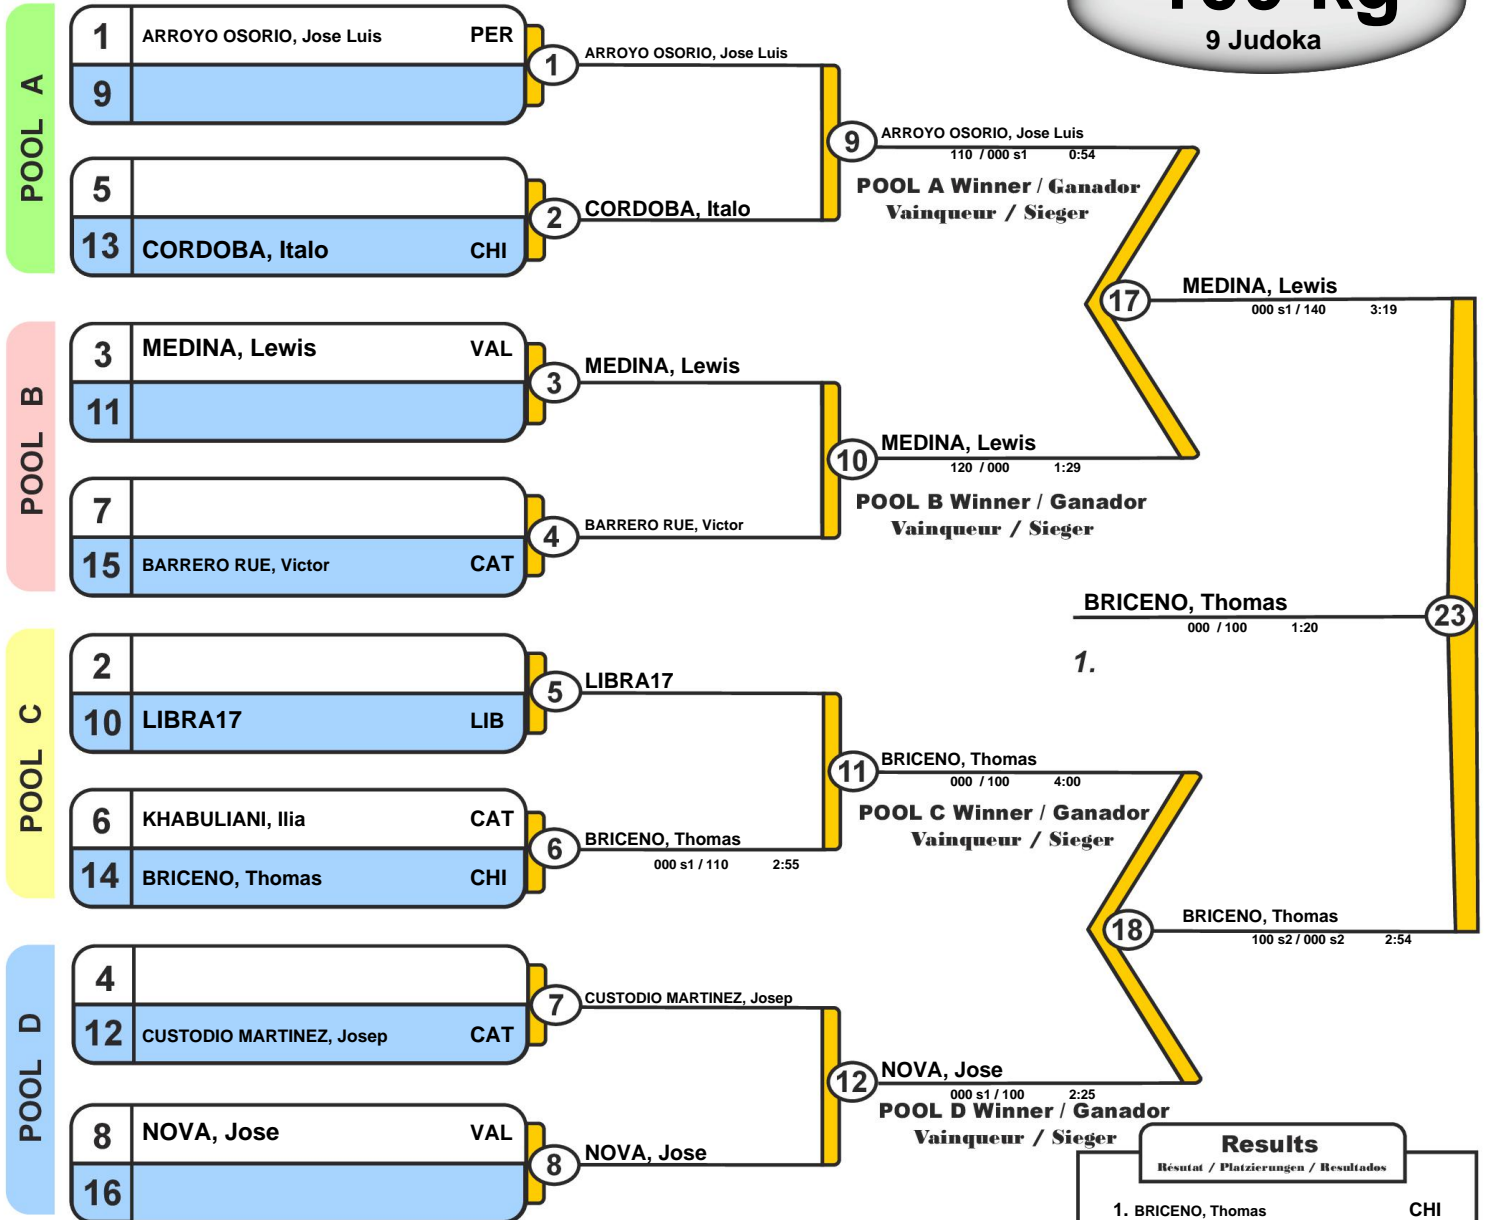 9 Judoka
POOL A
1 ARROYO OSORIO, Jose Luis PER
9
1 ARROYO OSORIO, Jose Luis
5
13 CORDOBA, Italo CHI
2 CORDOBA, Italo
9 ARROYO OSORIO, Jose Luis
110 / 000 s1 0:54
POOL A Winner / Ganador
Vainqueur / Sieger
POOL B
3 MEDINA, Lewis VAL
11
3 MEDINA, Lewis
7
15 BARRERO RUE, Victor CAT
4 BARRERO RUE, Victor
10 MEDINA, Lewis
120 / 000 1:29
POOL B Winner / Ganador
Vainqueur / Sieger
17 MEDINA, Lewis
000 s1 / 140 3:19
BRICENO, Thomas 23
000 / 100 1:20
1.
POOL C
2
10 LIBRA17 LIB
5 LIBRA17
6 KHABULIANI, Ilia CAT
14 BRICENO, Thomas CHI
6 BRICENO, Thomas
000 s1 / 110 2:55
11 BRICENO, Thomas
000 / 100 4:00
POOL C Winner / Ganador
Vainqueur / Sieger
18 BRICENO, Thomas
100 s2 / 000 s2 2:54
POOL D
4
12 CUSTODIO MARTINEZ, Josep CAT
7 CUSTODIO MARTINEZ, Josep
8 NOVA, Jose VAL
16
8 NOVA, Jose
12 NOVA, Jose
000 s1 / 100 2:25
POOL D Winner / Ganador
Vainqueur / Sieger
Results
Résutat / Platzierungen / Resultados
1. BRICENO, Thomas CHI